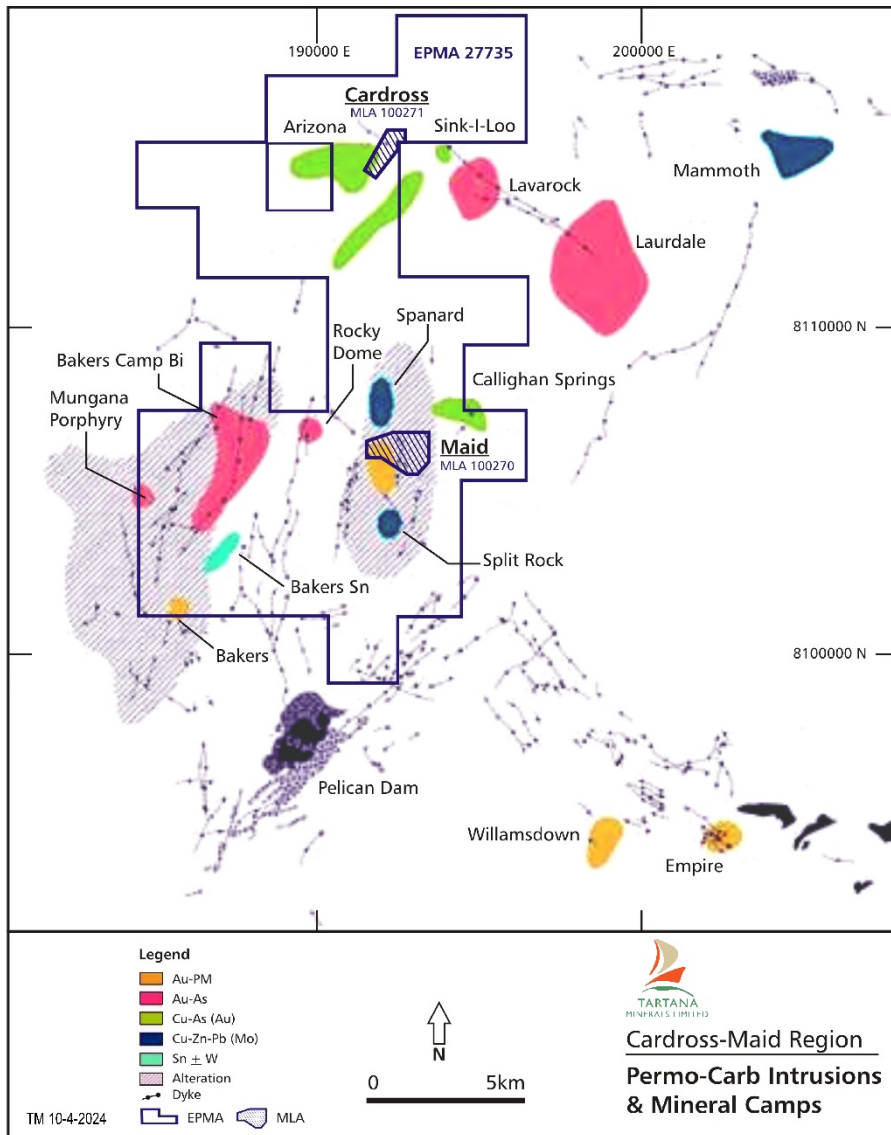 190000 E
200000 E
EPMA 27735
Cardross
MLA 100271
Arizona
Sink-I-Loo
Mammoth
Lavarock
Laurdale
8110000 N
Spanard
Rocky
Dome
Bakers Camp Bi
Callighan Springs
Mungana
Porphyry
Maid
MLA 100270
Split Rock
Bakers Sn
Bakers
8100000 N
Pelican Dam
Willamsdown
Empire
Legend
Au-PM
Au-As
Cu-As (Au)
Cu-Zn-Pb (Mo)
Sn ± W
Alteration
Dyke
EPMA
MLA
TM 10-4-2024
N
0
5km
TARTANA
MINERALS LIMITED
Cardross-Maid Region
Permo-Carb Intrusions
& Mineral Camps